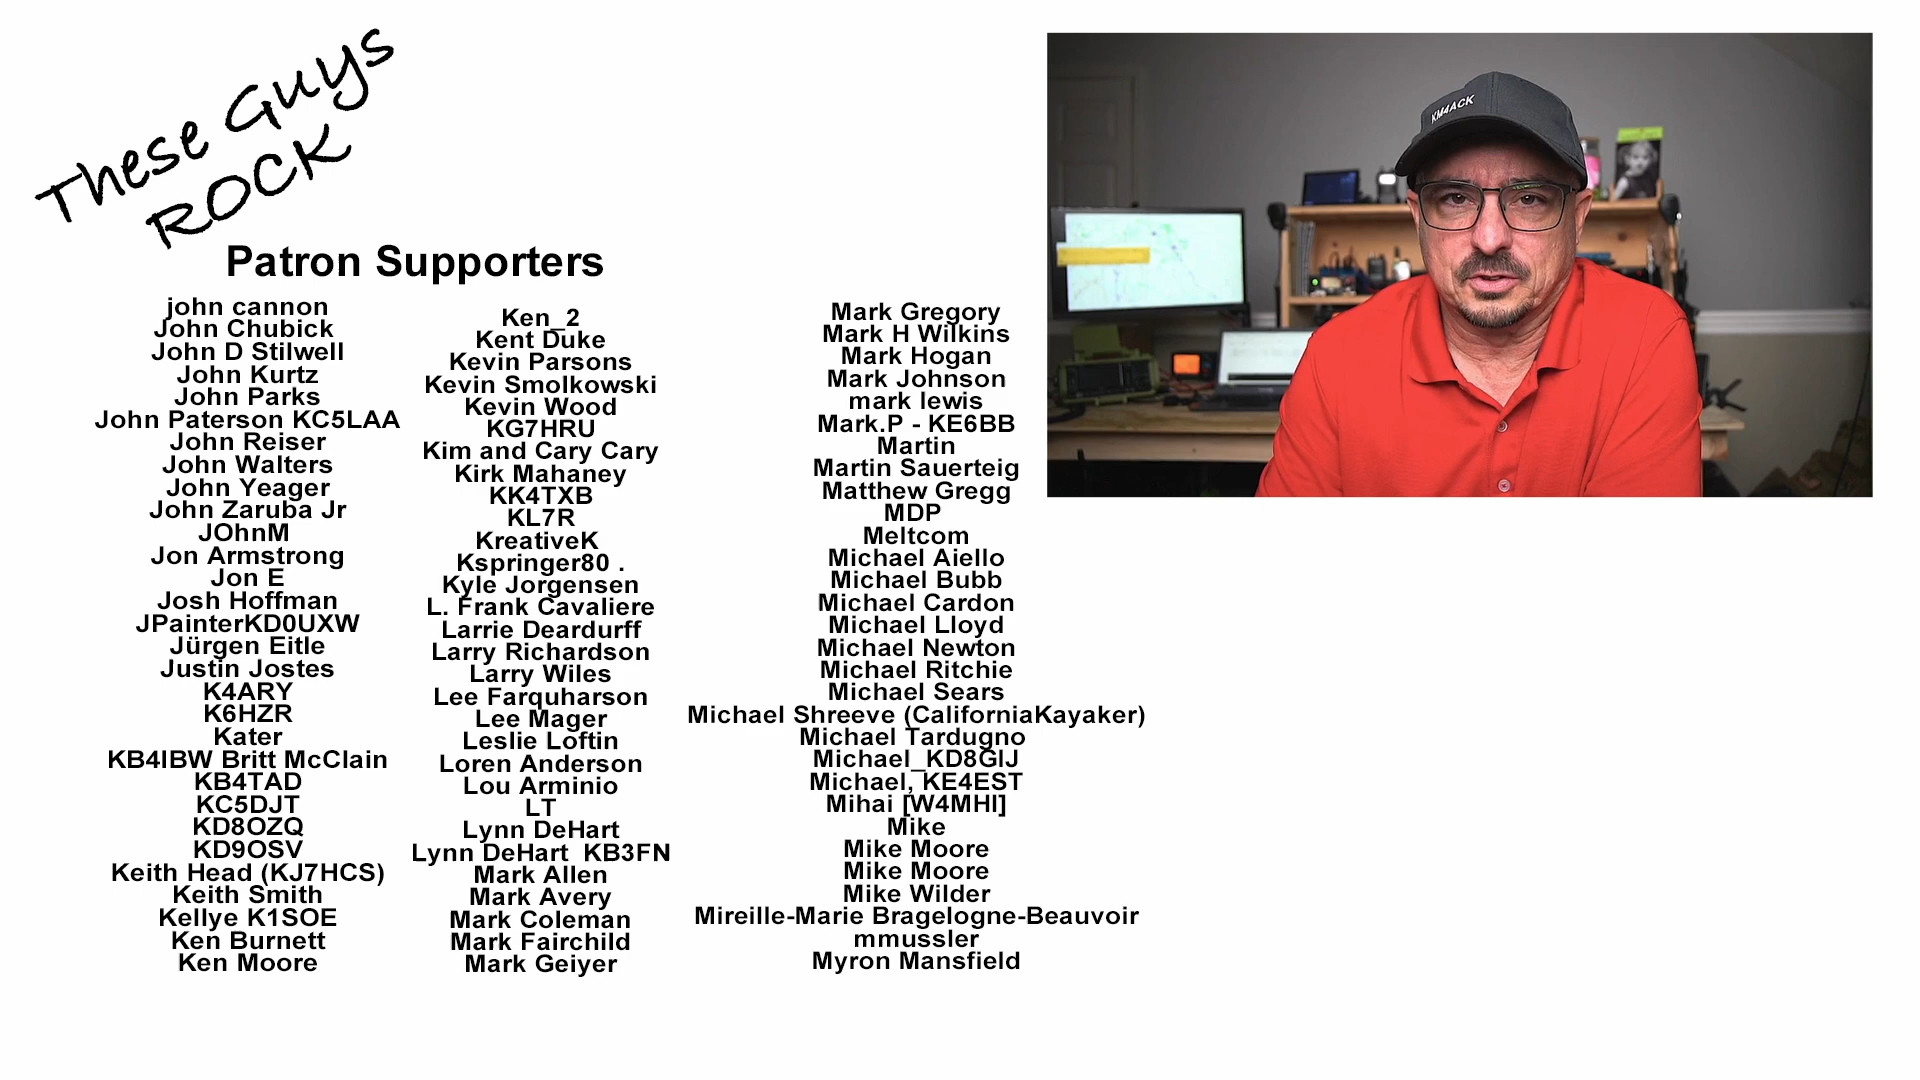 These Guys
ROCK
Patron Supporters
john cannon
John Chubick
John D Stilwell
John Kurtz
John Parks
John Paterson KC5LAA
John Reiser
John Walters
John Yeager
John Zaruba Jr
JOhnM
Jon Armstrong
Jon E
Josh Hoffman
JPainterKD0UXW
Jürgen Eitle
Justin Jostes
K4ARY
K6HZR
Kater
KB4IBW Britt McClain
KB4TAD
KC5DJT
KD8OZQ
KD9OSV
Keith Head (KJ7HCS)
Keith Smith
Kellye K1SOE
Ken Burnett
Ken Moore
Ken_2
Kent Duke
Kevin Parsons
Kevin Smolkowski
Kevin Wood
KG7HRU
Kim and Cary Cary
Kirk Mahaney
KK4TXB
KL7R
KreativeK
Kspringer80 .
Kyle Jorgensen
L. Frank Cavaliere
Larrie Deardurff
Larry Richardson
Larry Wiles
Lee Farquharson
Lee Mager
Leslie Loftin
Loren Anderson
Lou Arminio
LT
Lynn DeHart
Lynn DeHart  KB3FN
Mark Allen
Mark Avery
Mark Coleman
Mark Fairchild
Mark Geiyer
Mark Gregory
Mark H Wilkins
Mark Hogan
Mark Johnson
mark lewis
Mark.P - KE6BB
Martin
Martin Sauerteig
Matthew Gregg
MDP
Meltcom
Michael Aiello
Michael Bubb
Michael Cardon
Michael Lloyd
Michael Newton
Michael Ritchie
Michael Sears
Michael Shreeve (CaliforniaKayaker)
Michael Tardugno
Michael_KD8GIJ
Michael, KE4EST
Mihai [W4MHI]
Mike
Mike Moore
Mike Moore
Mike Wilder
Mireille-Marie Bragelogne-Beauvoir
mmussler
Myron Mansfield
KM4ACK